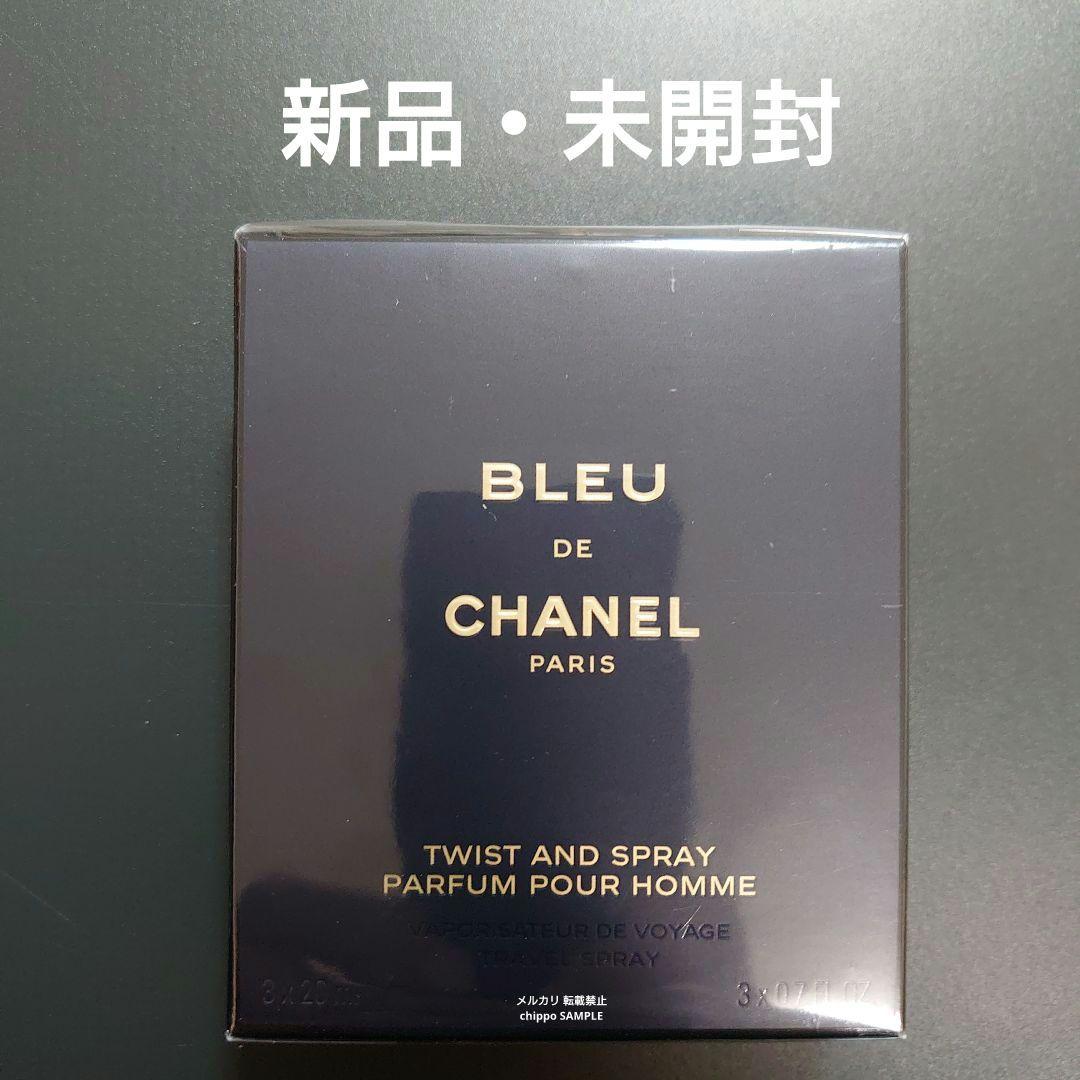 新品・未開封
BLEU
DE
CHANEL
PARIS
TWIST AND SPRAY
PARFUM POUR HOMME
VAPORISATEUR DE VOYAGE
TRAVEL SPRAY
3 x 20 ml 3 x 0.7 fl. oz.
メルカリ 転載禁止
chippo SAMPLE